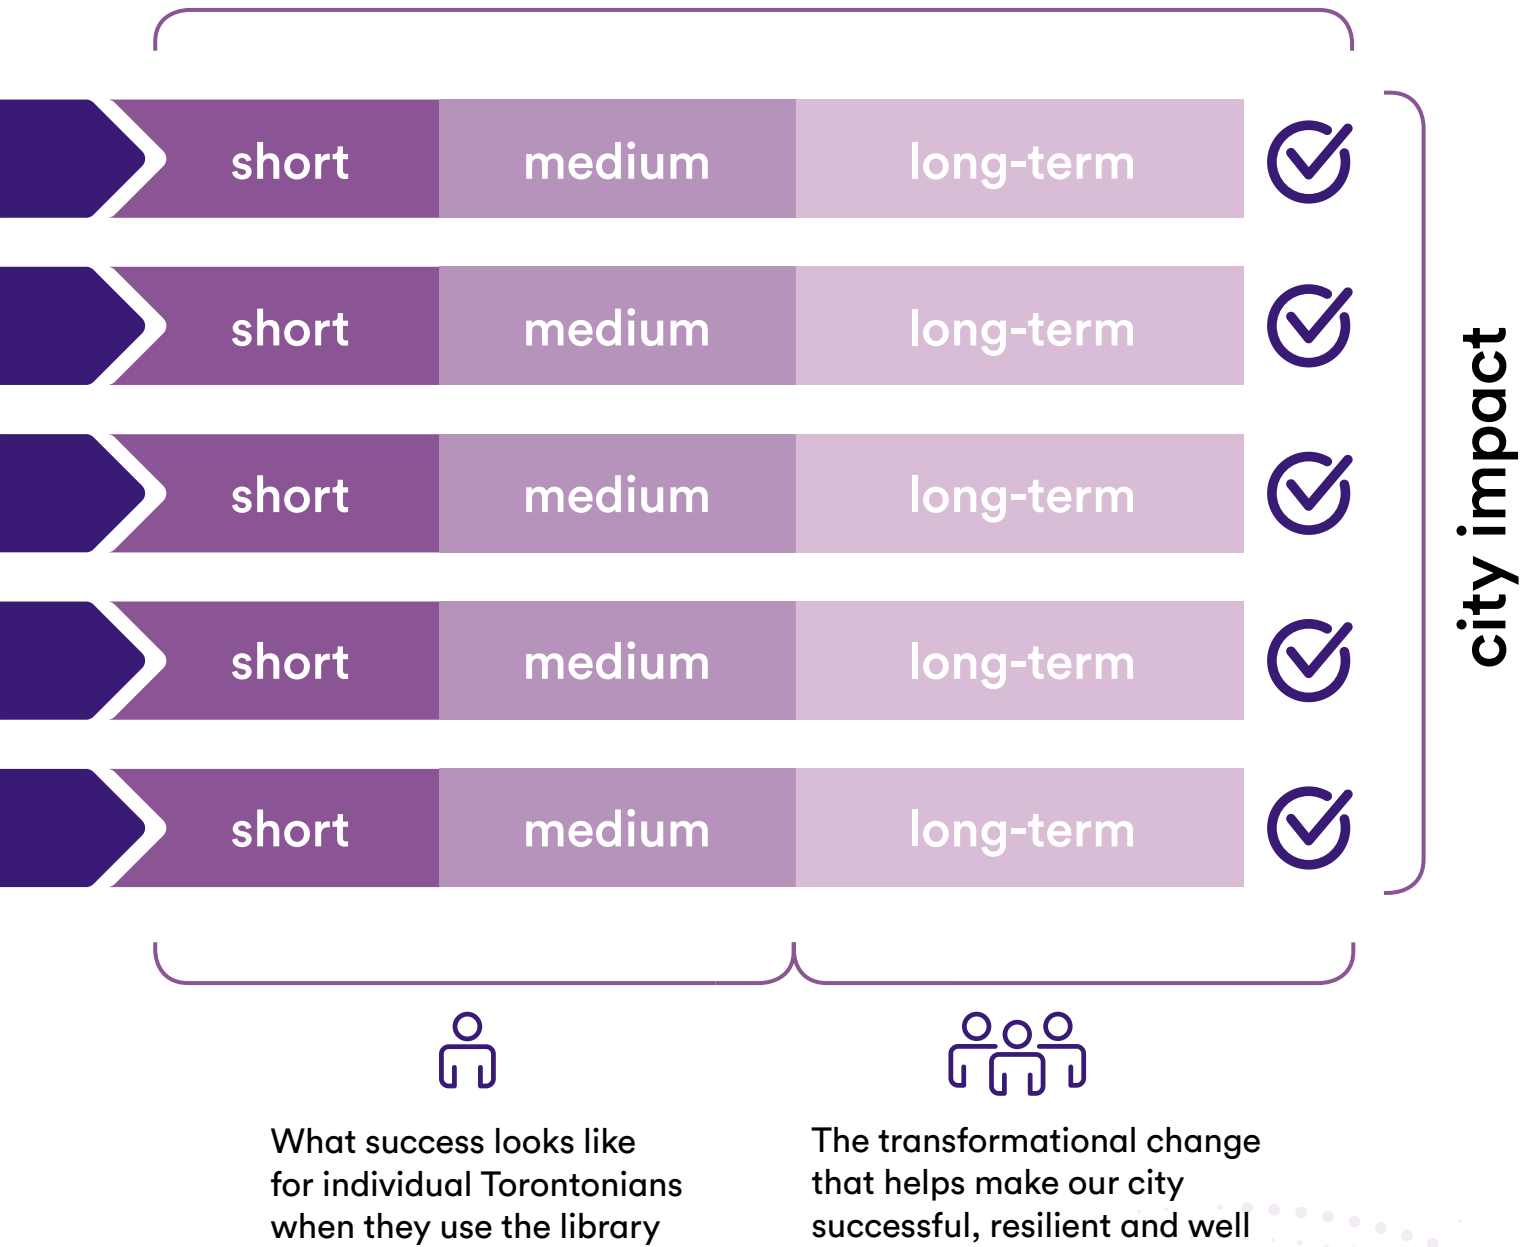 short medium long-term
short medium long-term
short medium long-term
short medium long-term
short medium long-term
city impact
What success looks like
for individual Torontonians
when they use the library
The transformational change
that helps make our city
successful, resilient and well